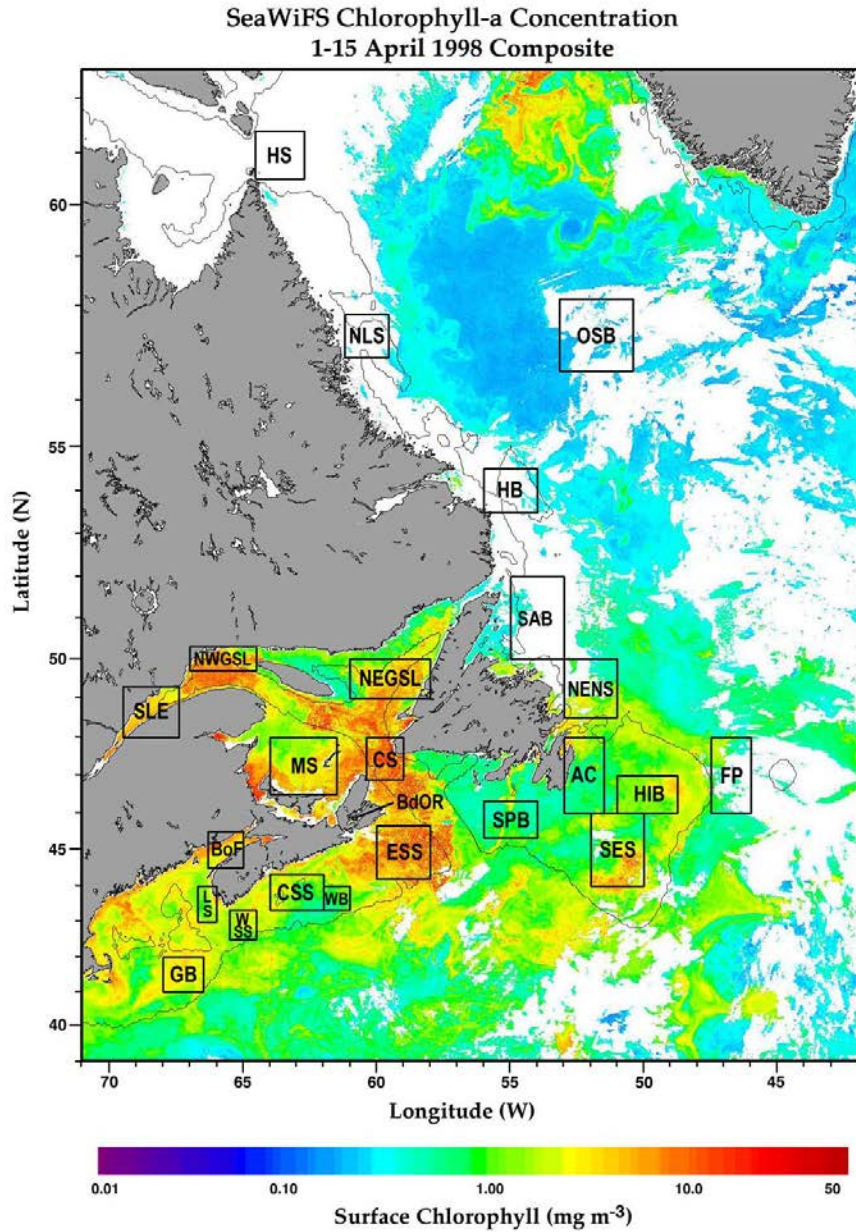 SeaWiFS Chlorophyll-a Concentration
1-15 April 1998 Composite
HS
60
NLS
OSB
55
HB
SAB
50
NWGSL
NEGSL
NENS
SLE
MS
CS
AC
HIB
FP
BdOR
SPB
45
BoF
ESS
SES
CSS
WB
L
S
W
SS
GB
40
70 65 60 55 50 45
Latitude (N)
Longitude (W)
0.01 0.10 1.00 10.0 50
Surface Chlorophyll (mg m⁻³)